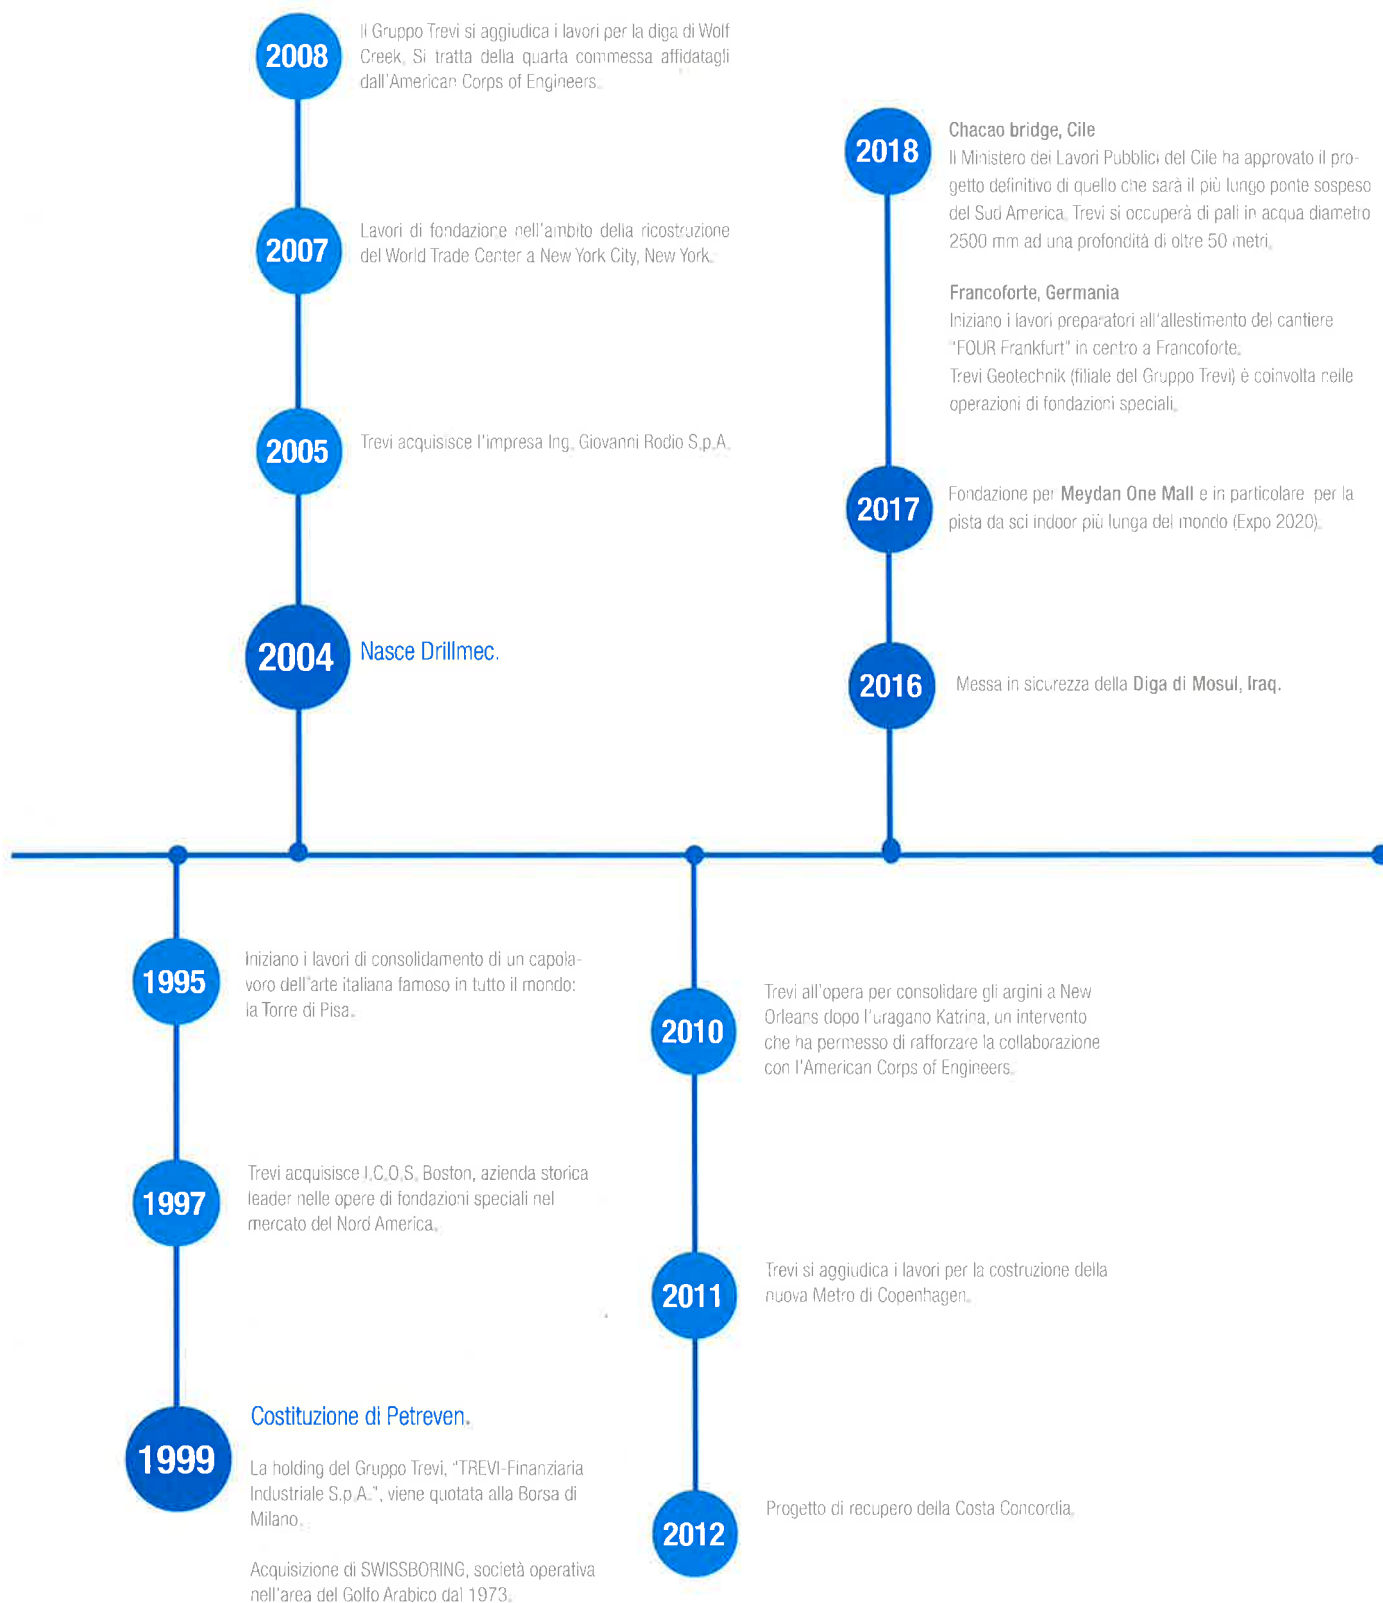 2008
Il Gruppo Trevi si aggiudica i lavori per la diga di Wolf
Creek. Si tratta della quarta commessa affidatagli
dall'American Corps of Engineers.
2007
Lavori di fondazione nell'ambito della ricostruzione
del World Trade Center a New York City, New York.
2005
Trevi acquisisce l'impresa Ing. Giovanni Rodio S.p.A.
2004
Nasce Drillmec.
2018
Chacao bridge, Cile
Il Ministero dei Lavori Pubblici del Cile ha approvato il pro-
getto definitivo di quello che sarà il più lungo ponte sospeso
del Sud America. Trevi si occuperà di pali in acqua diametro
2500 mm ad una profondità di oltre 50 metri.
Francoforte, Germania
Iniziano i lavori preparatori all'allestimento del cantiere
"FOUR Frankfurt" in centro a Francoforte.
Trevi Geotechnik (filiale del Gruppo Trevi) è coinvolta nelle
operazioni di fondazioni speciali.
2017
Fondazione per Meydan One Mall e in particolare per la
pista da sci indoor più lunga del mondo (Expo 2020).
2016
Messa in sicurezza della Diga di Mosul, Iraq.
1995
Iniziano i lavori di consolidamento di un capola-
voro dell'arte italiana famoso in tutto il mondo:
la Torre di Pisa.
1997
Trevi acquisisce I.C.O.S. Boston, azienda storica
leader nelle opere di fondazioni speciali nel
mercato del Nord America.
1999
Costituzione di Petreven.
La holding del Gruppo Trevi, "TREVI-Finanziaria
Industriale S.p.A.", viene quotata alla Borsa di
Milano.
Acquisizione di SWISSBORING, società operativa
nell'area del Golfo Arabico dal 1973.
2010
Trevi all'opera per consolidare gli argini a New
Orleans dopo l'uragano Katrina, un intervento
che ha permesso di rafforzare la collaborazione
con l'American Corps of Engineers.
2011
Trevi si aggiudica i lavori per la costruzione della
nuova Metro di Copenhagen.
2012
Progetto di recupero della Costa Concordia.